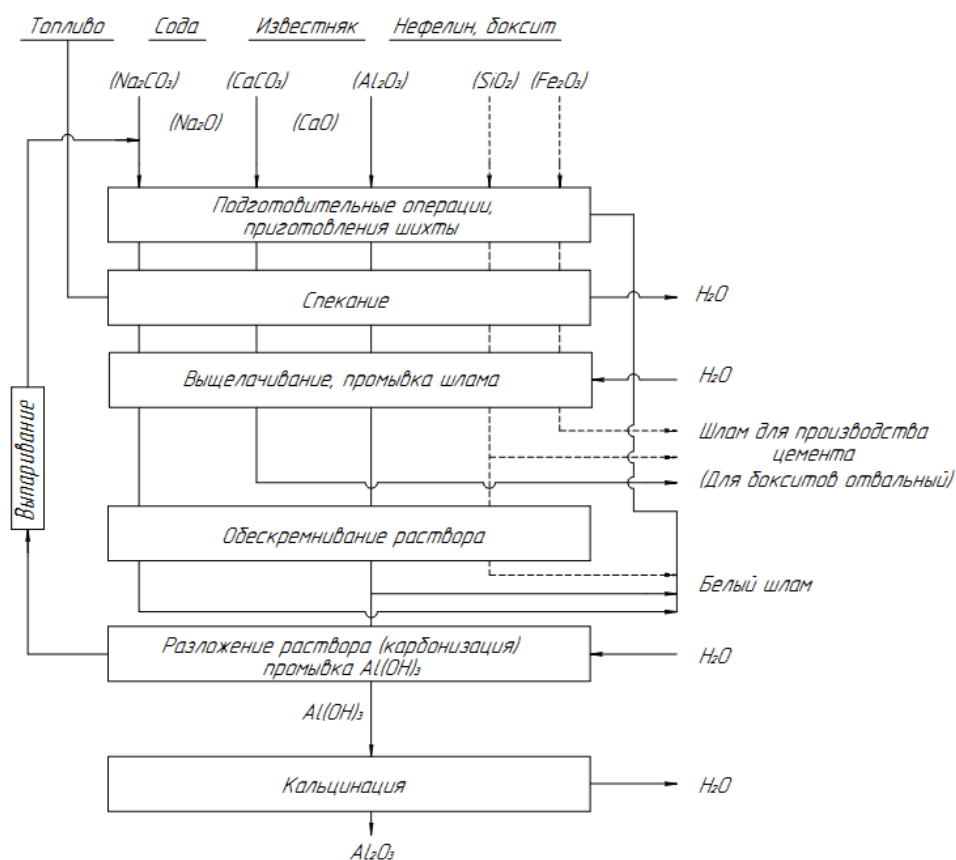 Топливо Сода Известняк Нефелин, боксит
(Na₂CO₃) (CaCO₃) (Al₂O₃) (SiO₂) (Fe₂O₃)
(Na₂O) (CaO)
Подготовительные операции,
приготовления шихты
Спекание
H₂O
Выщелачивание, промывка шлама
H₂O
Выпаривание
Шлам для производства
цемента
(Для бокситов отвальный)
Обескремнивание раствора
Белый шлам
Разложение раствора (карбонизация)
промывка Al(OH)₃
H₂O
Al(OH)₃
Кальцинация
H₂O
Al₂O₃